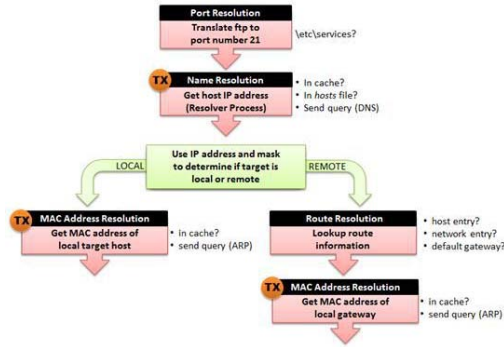 Port Resolution
Translate ftp to
port number 21
\etc\services?
TX
Name Resolution
Get host IP address
(Resolver Process)
• In cache?
• In hosts file?
• Send query (DNS)
LOCAL
Use IP address and mask
to determine if target is
local or remote
REMOTE
TX
MAC Address Resolution
Get MAC address of
local target host
• in cache?
• send query (ARP)
Route Resolution
Lookup route
information
• host entry?
• network entry?
• default gateway?
TX
MAC Address Resolution
Get MAC address of
local gateway
• in cache?
• send query (ARP)